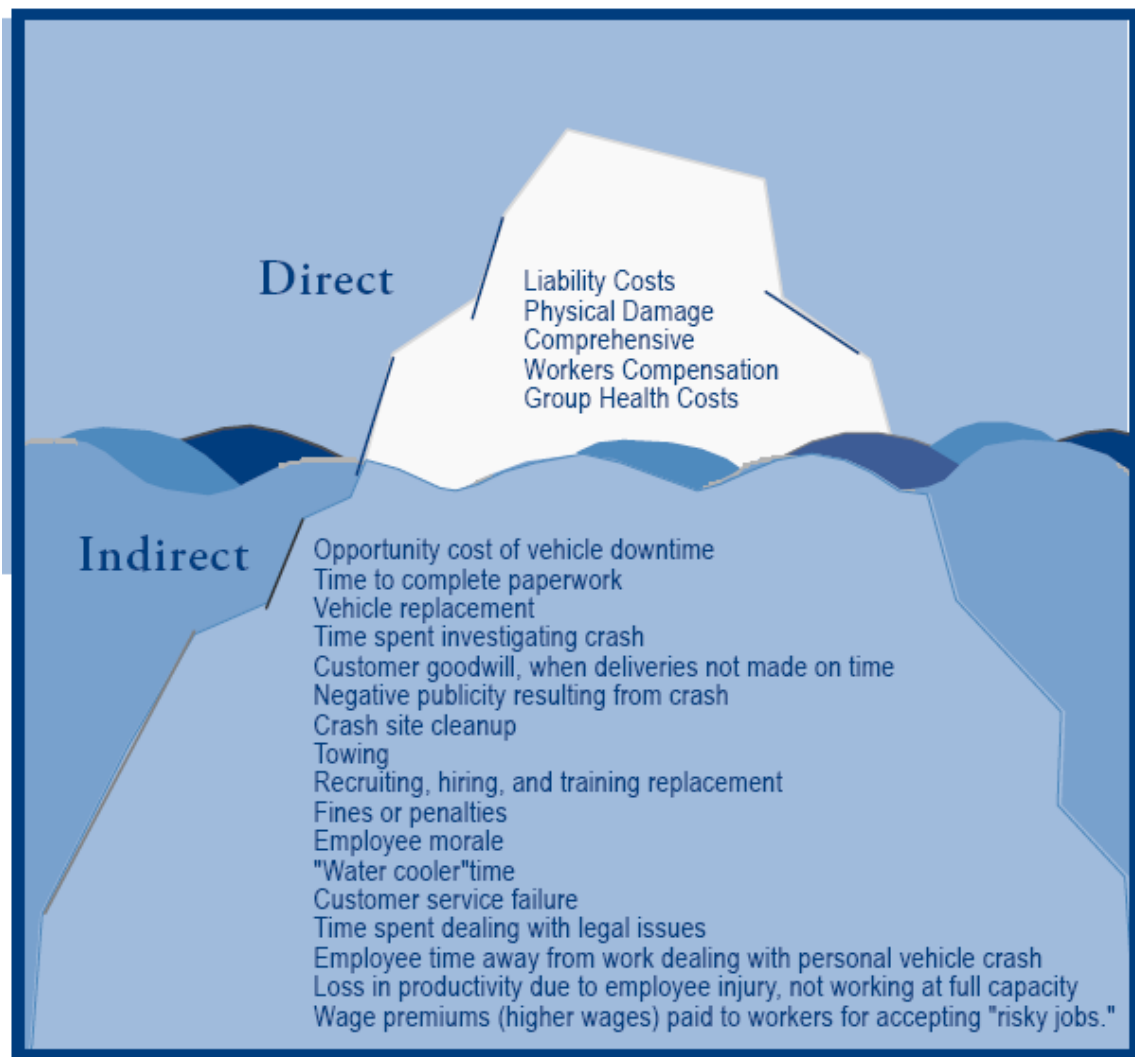 Direct
Liability Costs
Physical Damage
Comprehensive
Workers Compensation
Group Health Costs
Indirect
Opportunity cost of vehicle downtime
Time to complete paperwork
Vehicle replacement
Time spent investigating crash
Customer goodwill, when deliveries not made on time
Negative publicity resulting from crash
Crash site cleanup
Towing
Recruiting, hiring, and training replacement
Fines or penalties
Employee morale
"Water cooler"time
Customer service failure
Time spent dealing with legal issues
Employee time away from work dealing with personal vehicle crash
Loss in productivity due to employee injury, not working at full capacity
Wage premiums (higher wages) paid to workers for accepting "risky jobs."